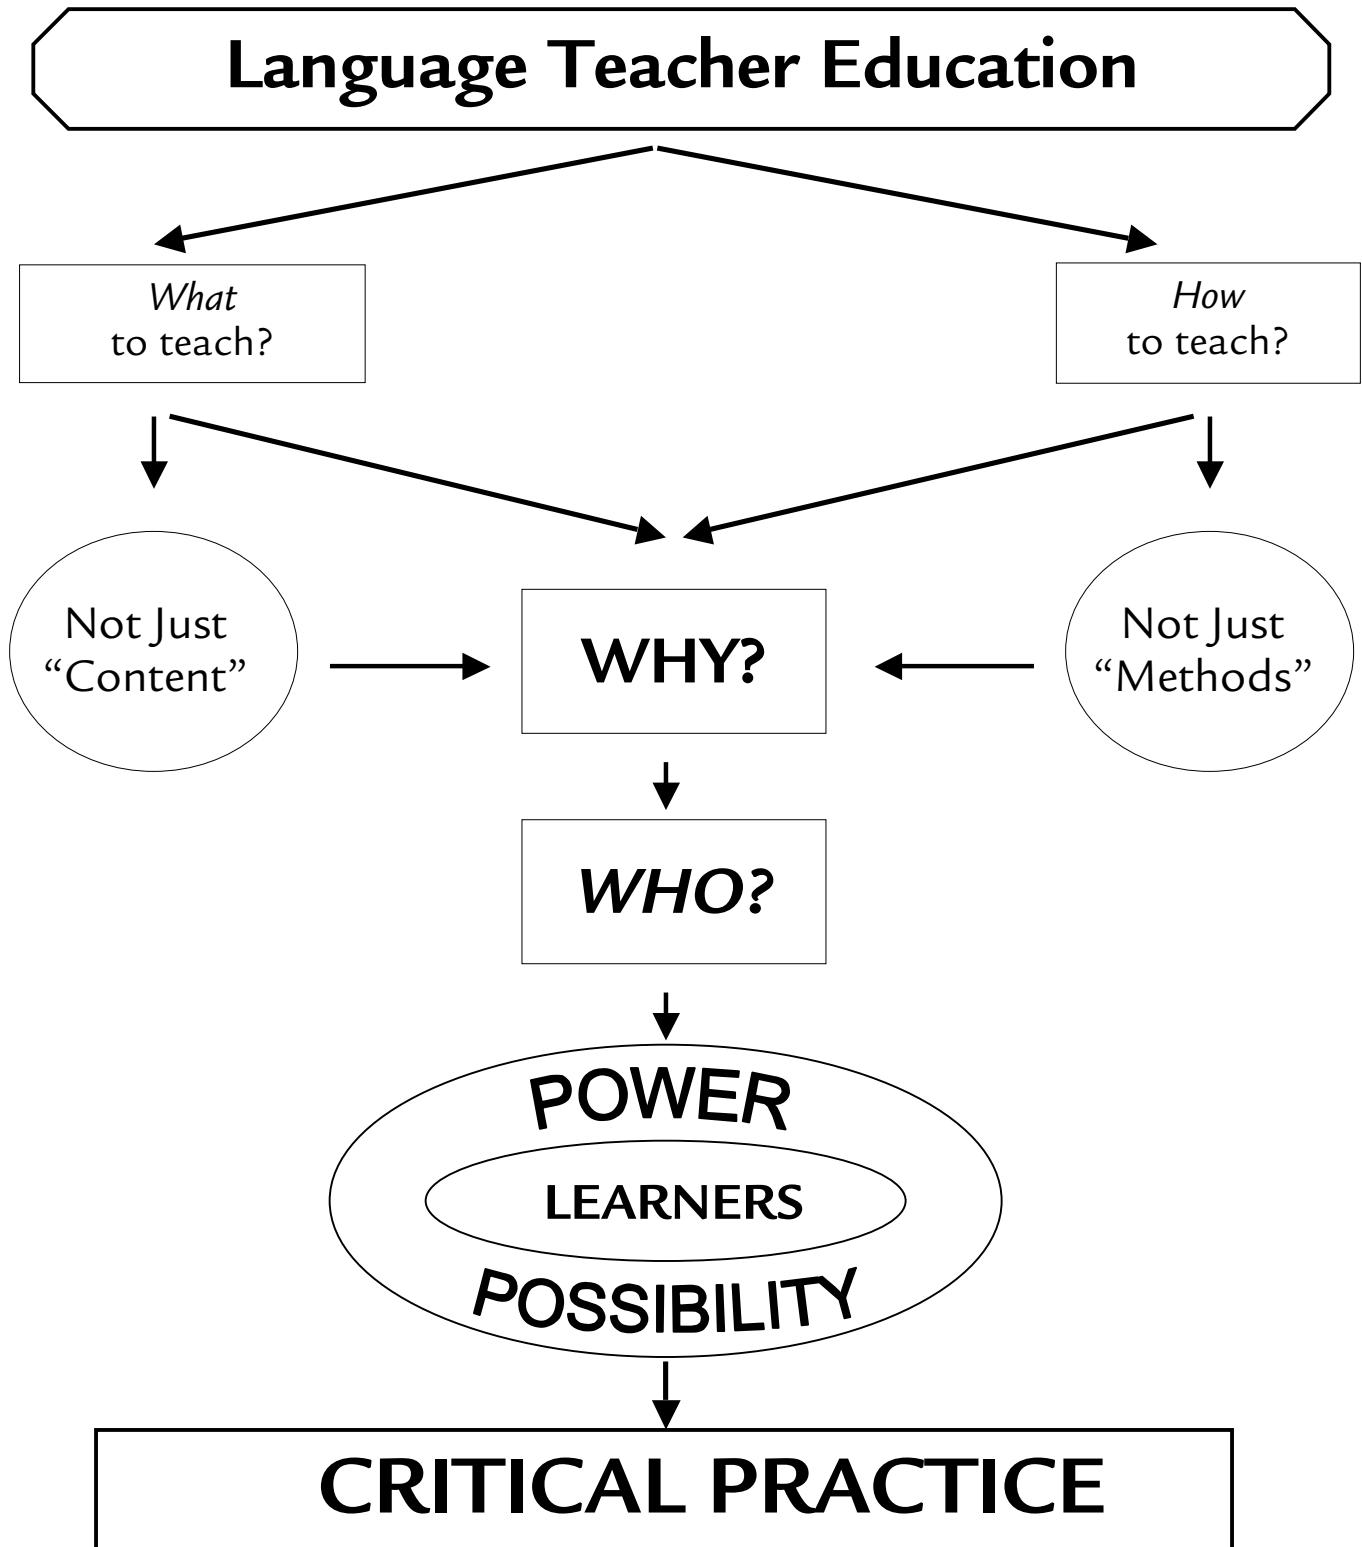 Language Teacher Education
What
to teach?
How
to teach?
Not Just
“Content”
WHY?
Not Just
“Methods”
WHO?
POWER
LEARNERS
POSSIBILITY
CRITICAL PRACTICE